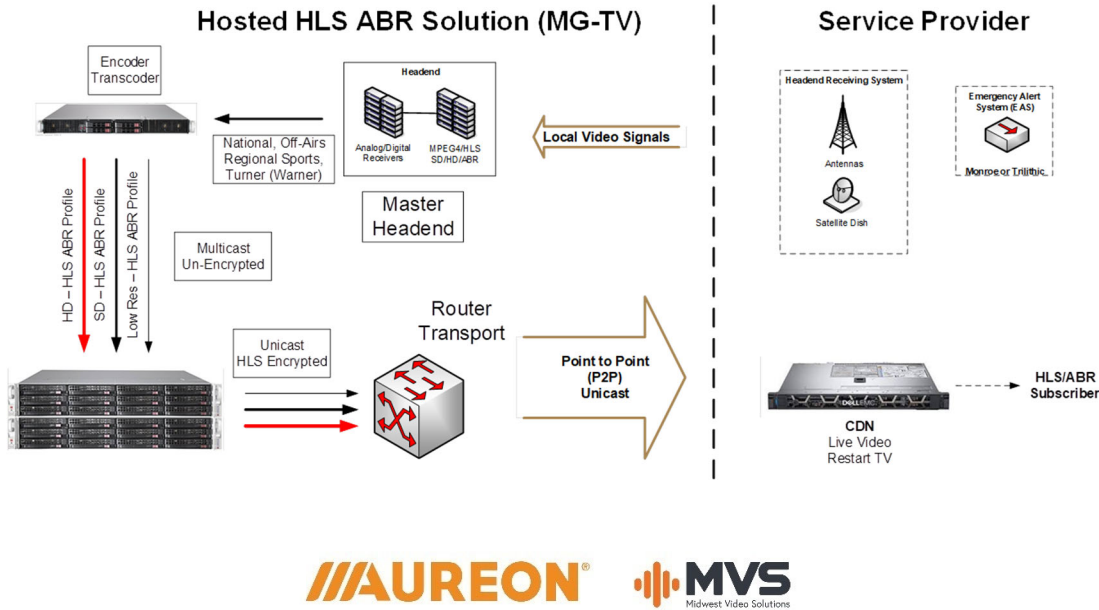 Hosted HLS ABR Solution (MG-TV)
Service Provider
Encoder
Transcoder
Headend
Analog/Digital
Receivers
MPEG4/HLS
SD/HD/ABR
National, Off-Airs
Regional Sports,
Turner (Warner)
Master
Headend
Local Video Signals
Headend Receiving System
Antennas
Satellite Dish
Emergency Alert
System (EAS)
Monroe or Trilithic
HD – HLS ABR Profile
SD – HLS ABR Profile
Low Res – HLS ABR Profile
Multicast
Un-Encrypted
Unicast
HLS Encrypted
Router
Transport
Point to Point
(P2P)
Unicast
DELLEMC
CDN
Live Video
Restart TV
HLS/ABR
Subscriber
AUREON®
MVS
Midwest Video Solutions